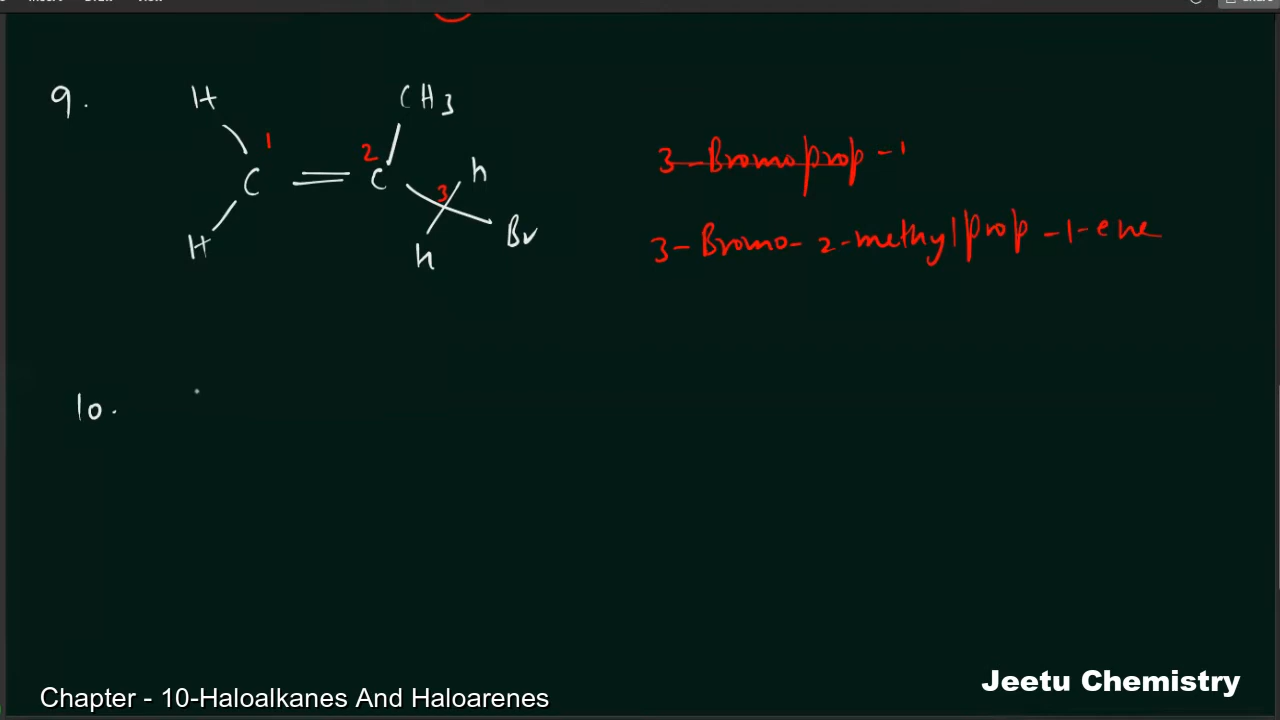 9.
H
CH3
1
2
C = C
3
h
H
h
Br
3-Bromoprop-1
3-Bromo-2-methylprop-1-ene
10.
Jeetu Chemistry
Chapter - 10-Haloalkanes And Haloarenes